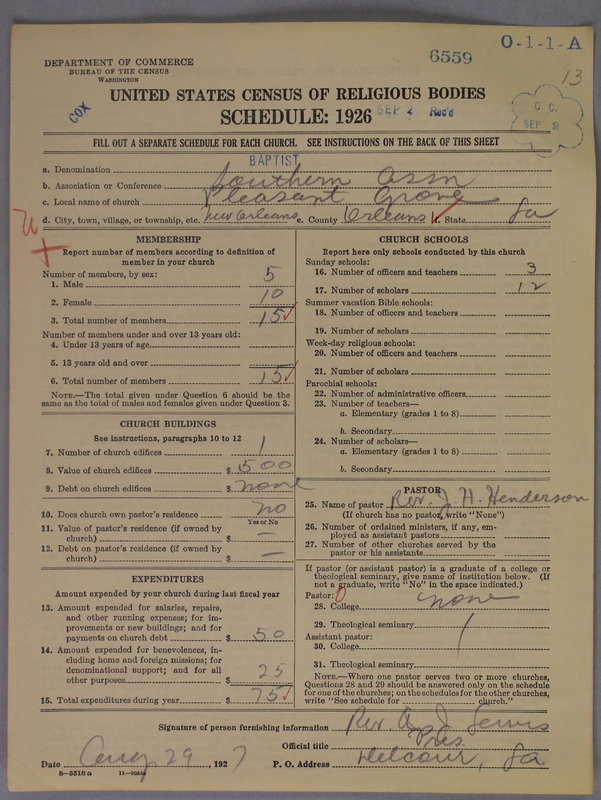 DEPARTMENT OF COMMERCE
BUREAU OF THE CENSUS
WASHINGTON
6559
O-1-1-A
13
UNITED STATES CENSUS OF RELIGIOUS BODIES
COX
SCHEDULE: 1926
SEP 2 Rec'd
C. C.
SEP 2
FILL OUT A SEPARATE SCHEDULE FOR EACH CHURCH. SEE INSTRUCTIONS ON THE BACK OF THIS SHEET
a. Denomination BAPTIST
b. Association or Conference Southern Assn
c. Local name of church Pleasant Grove
d. City, town, village, or township, etc. New Orleans e. County Orleans f. State La
MEMBERSHIP
Report number of members according to definition of
member in your church
Number of members, by sex:
1. Male 5
2. Female 10
3. Total number of members 15
Number of members under and over 13 years old:
4. Under 13 years of age
5. 13 years old and over
6. Total number of members 15
NOTE.—The total given under Question 6 should be the
same as the total of males and females given under Question 3.
CHURCH BUILDINGS
See instructions, paragraphs 10 to 12
7. Number of church edifices 1
8. Value of church edifices $ 500
9. Debt on church edifices $ none
10. Does church own pastor's residence no
Yes or No
11. Value of pastor's residence (if owned by
church) $ —
12. Debt on pastor's residence (if owned by
church) $ —
EXPENDITURES
Amount expended by your church during last fiscal year
13. Amount expended for salaries, repairs,
and other running expenses; for im-
provements or new buildings; and for
payments on church debt $ 50
14. Amount expended for benevolences, in-
cluding home and foreign missions; for
denominational support; and for all
other purposes $ 25
15. Total expenditures during year $ 75
CHURCH SCHOOLS
Report here only schools conducted by this church
Sunday schools:
16. Number of officers and teachers 3
17. Number of scholars 12
Summer vacation Bible schools:
18. Number of officers and teachers
19. Number of scholars
Week-day religious schools:
20. Number of officers and teachers
21. Number of scholars
Parochial schools:
22. Number of administrative officers
23. Number of teachers—
a. Elementary (grades 1 to 8)
b. Secondary
24. Number of scholars—
a. Elementary (grades 1 to 8)
b. Secondary
PASTOR
25. Name of pastor Rev. J. H. Henderson
(If church has no pastor, write "None")
26. Number of ordained ministers, if any, em-
ployed as assistant pastors
27. Number of other churches served by the
pastor or his assistants
If pastor (or assistant pastor) is a graduate of a college or
theological seminary, give name of institution below. (If
not a graduate, write "No" in the space indicated.)
Pastor: 0
28. College none
29. Theological seminary
Assistant pastor:
30. College
31. Theological seminary
NOTE.—Where one pastor serves two or more churches,
Questions 28 and 29 should be answered only on the schedule
for one of the churches; on the schedules for the other churches,
write "See schedule for church."
Signature of person furnishing information Rev. A. J. Lewis
Official title Pres.
Date Aug 29, 1927 P. O. Address Delcour, La
8—5518 a